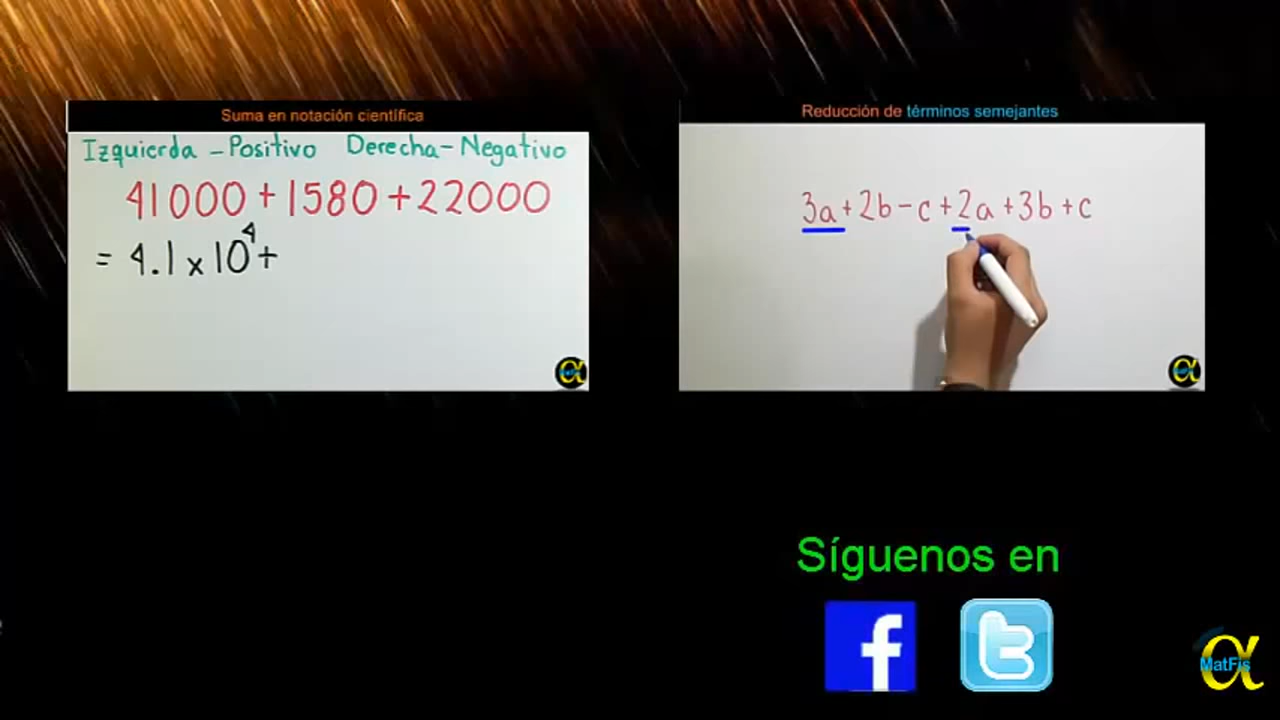 Suma en notación científica
Izquierda - Positivo Derecha - Negativo
41000 + 1580 + 22000
= 4.1 x 10⁴ +
α
Reducción de términos semejantes
3a + 2b - c + 2a + 3b + c
α
Síguenos en
f
t
α MatFis